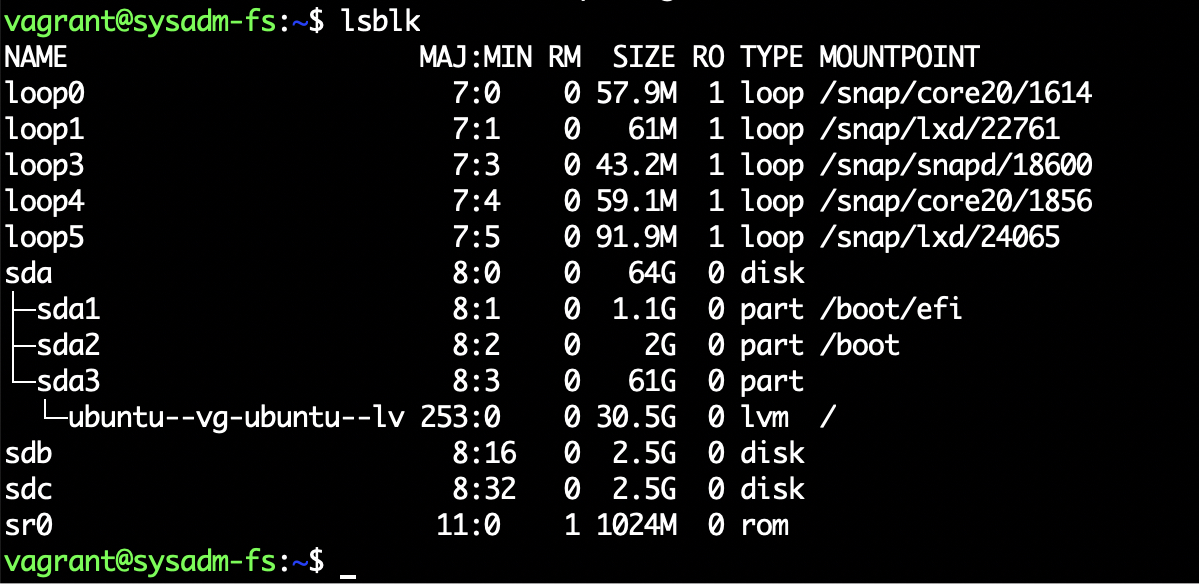 vagrant@sysadm-fs:~$ lsblk
NAME                      MAJ:MIN RM  SIZE RO TYPE MOUNTPOINT
loop0                       7:0    0 57.9M  1 loop /snap/core20/1614
loop1                       7:1    0   61M  1 loop /snap/lxd/22761
loop3                       7:3    0 43.2M  1 loop /snap/snapd/18600
loop4                       7:4    0 59.1M  1 loop /snap/core20/1856
loop5                       7:5    0 91.9M  1 loop /snap/lxd/24065
sda                         8:0    0   64G  0 disk
├─sda1                      8:1    0  1.1G  0 part /boot/efi
├─sda2                      8:2    0    2G  0 part /boot
└─sda3                      8:3    0   61G  0 part
  └─ubuntu--vg-ubuntu--lv 253:0    0 30.5G  0 lvm  /
sdb                         8:16   0  2.5G  0 disk
sdc                         8:32   0  2.5G  0 disk
sr0                        11:0    1 1024M  0 rom
vagrant@sysadm-fs:~$ _